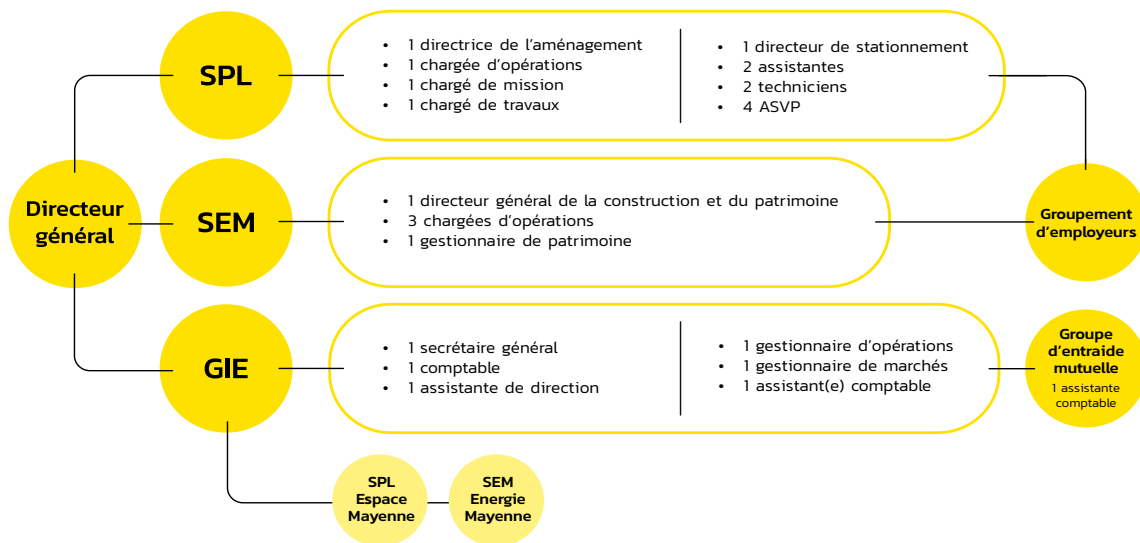 Directeur
général
SPL
• 1 directrice de l'aménagement
• 1 chargée d'opérations
• 1 chargé de mission
• 1 chargé de travaux
• 1 directeur de stationnement
• 2 assistantes
• 2 techniciens
• 4 ASVP
SEM
• 1 directeur général de la construction et du patrimoine
• 3 chargées d'opérations
• 1 gestionnaire de patrimoine
Groupement
d'employeurs
GIE
• 1 secrétaire général
• 1 comptable
• 1 assistante de direction
• 1 gestionnaire d'opérations
• 1 gestionnaire de marchés
• 1 assistant(e) comptable
Groupe
d'entraide
mutuelle
1 assistante
comptable
SPL
Espace
Mayenne
SEM
Energie
Mayenne